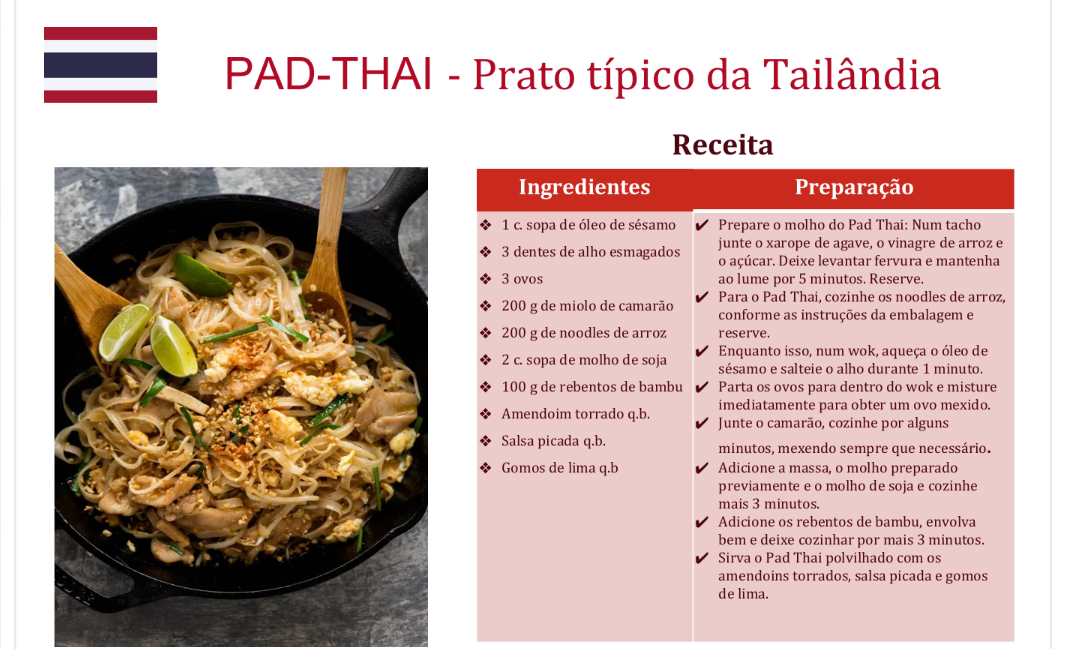 PAD-THAI - Prato típico da Tailândia
Receita
Ingredientes
❖ 1 c. sopa de óleo de sésamo
❖ 3 dentes de alho esmagados
❖ 3 ovos
❖ 200 g de miolo de camarão
❖ 200 g de noodles de arroz
❖ 2 c. sopa de molho de soja
❖ 100 g de rebentos de bambu
❖ Amendoim torrado q.b.
❖ Salsa picada q.b.
❖ Gomos de lima q.b
Preparação
✔ Prepare o molho do Pad Thai: Num tacho
junte o xarope de agave, o vinagre de arroz e
o açúcar. Deixe levantar fervura e mantenha
ao lume por 5 minutos. Reserve.
✔ Para o Pad Thai, cozinhe os noodles de arroz,
conforme as instruções da embalagem e
reserve.
✔ Enquanto isso, num wok, aqueça o óleo de
sésamo e salteie o alho durante 1 minuto.
✔ Parta os ovos para dentro do wok e misture
imediatamente para obter um ovo mexido.
✔ Junte o camarão, cozinhe por alguns
minutos, mexendo sempre que necessário.
✔ Adicione a massa, o molho preparado
previamente e o molho de soja e cozinhe
mais 3 minutos.
✔ Adicione os rebentos de bambu, envolva
bem e deixe cozinhar por mais 3 minutos.
✔ Sirva o Pad Thai polvilhado com os
amendoins torrados, salsa picada e gomos
de lima.